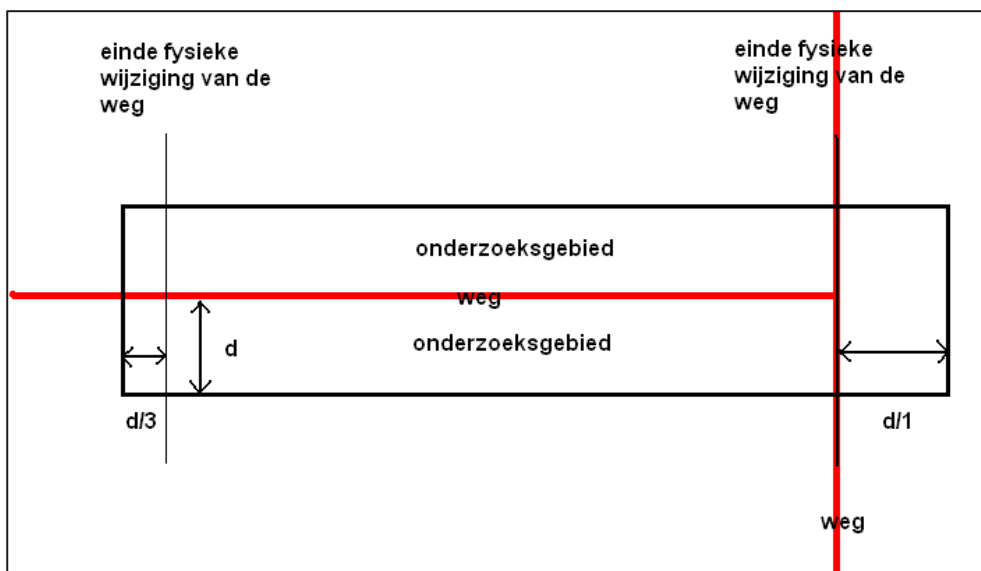 einde fysieke
wijziging van de
weg
einde fysieke
wijziging van de
weg
onderzoeksgebied
weg
d
onderzoeksgebied
d/3
d/1
weg